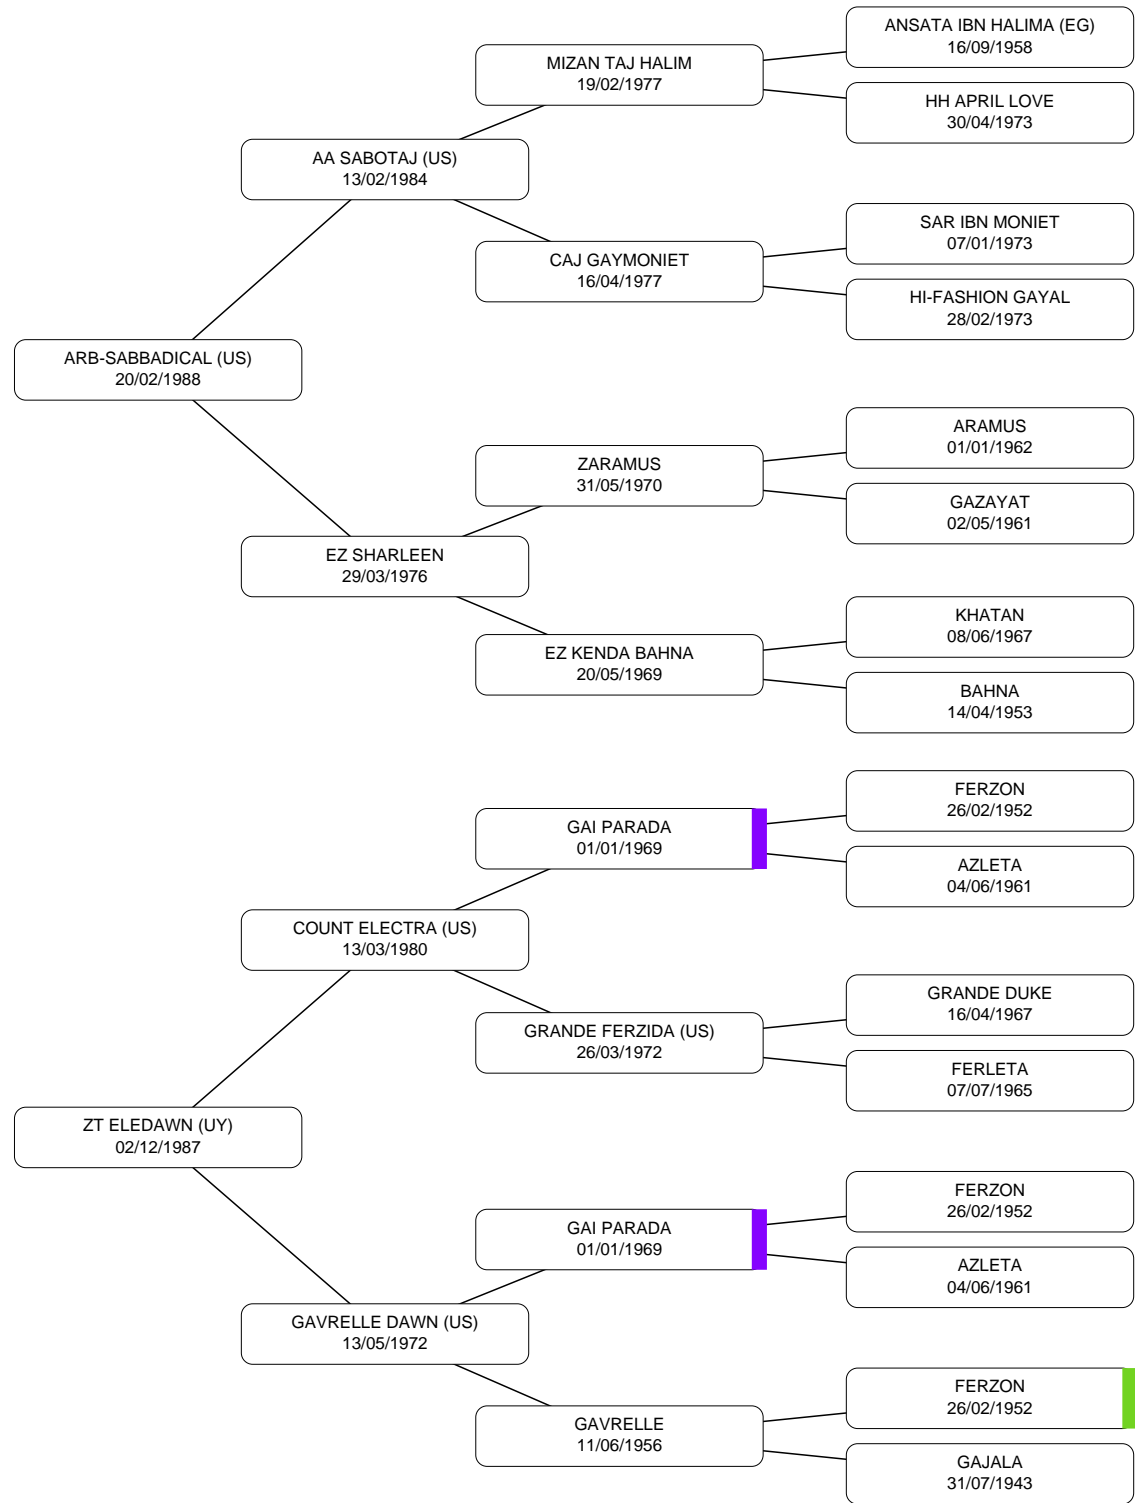 ANSATA IBN HALIMA (EG)
16/09/1958
MIZAN TAJ HALIM
19/02/1977
HH APRIL LOVE
30/04/1973
AA SABOTAJ (US)
13/02/1984
SAR IBN MONIET
07/01/1973
CAJ GAYMONIET
16/04/1977
HI-FASHION GAYAL
28/02/1973
ARB-SABBADICAL (US)
20/02/1988
ARAMUS
01/01/1962
ZARAMUS
31/05/1970
GAZAYAT
02/05/1961
EZ SHARLEEN
29/03/1976
KHATAN
08/06/1967
EZ KENDA BAHNA
20/05/1969
BAHNA
14/04/1953
FERZON
26/02/1952
GAI PARADA
01/01/1969
AZLETA
04/06/1961
COUNT ELECTRA (US)
13/03/1980
GRANDE DUKE
16/04/1967
GRANDE FERZIDA (US)
26/03/1972
FERLETA
07/07/1965
ZT ELEDAWN (UY)
02/12/1987
FERZON
26/02/1952
GAI PARADA
01/01/1969
AZLETA
04/06/1961
GAVRELLE DAWN (US)
13/05/1972
FERZON
26/02/1952
GAVRELLE
11/06/1956
GAJALA
31/07/1943